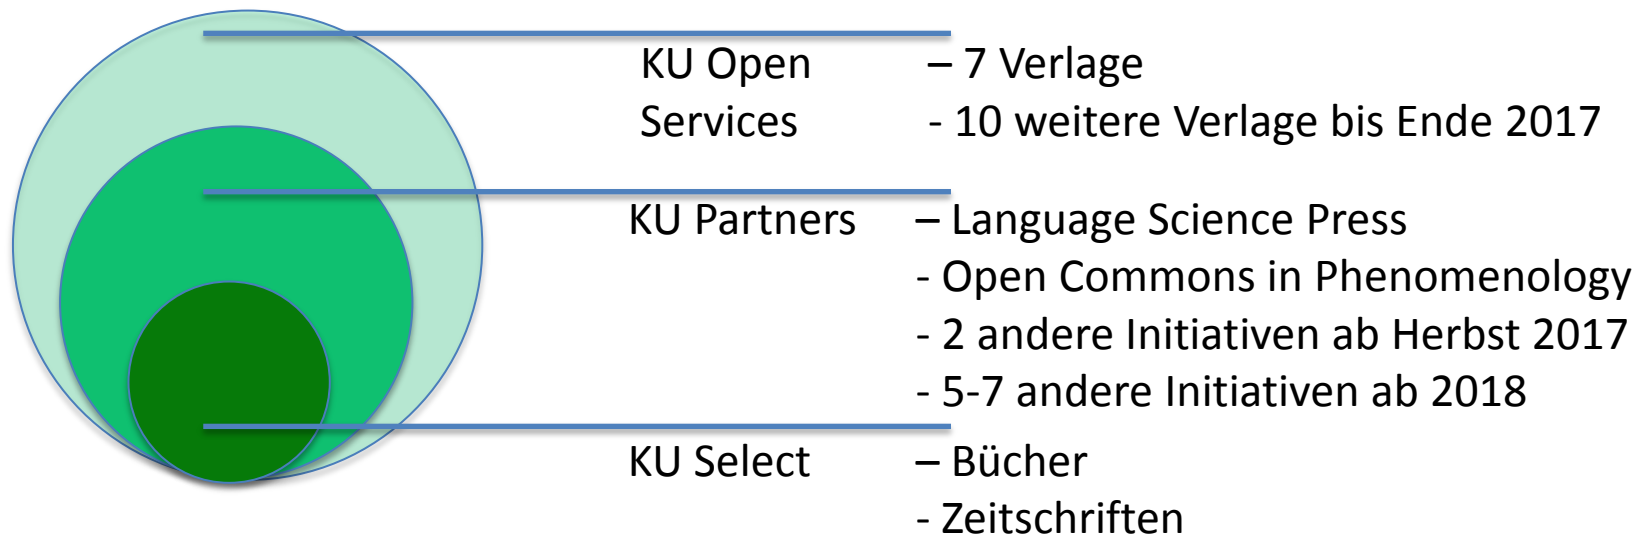 KU Open – 7 Verlage
Services - 10 weitere Verlage bis Ende 2017
KU Partners – Language Science Press
- Open Commons in Phenomenology
- 2 andere Initiativen ab Herbst 2017
- 5-7 andere Initiativen ab 2018
KU Select – Bücher
- Zeitschriften